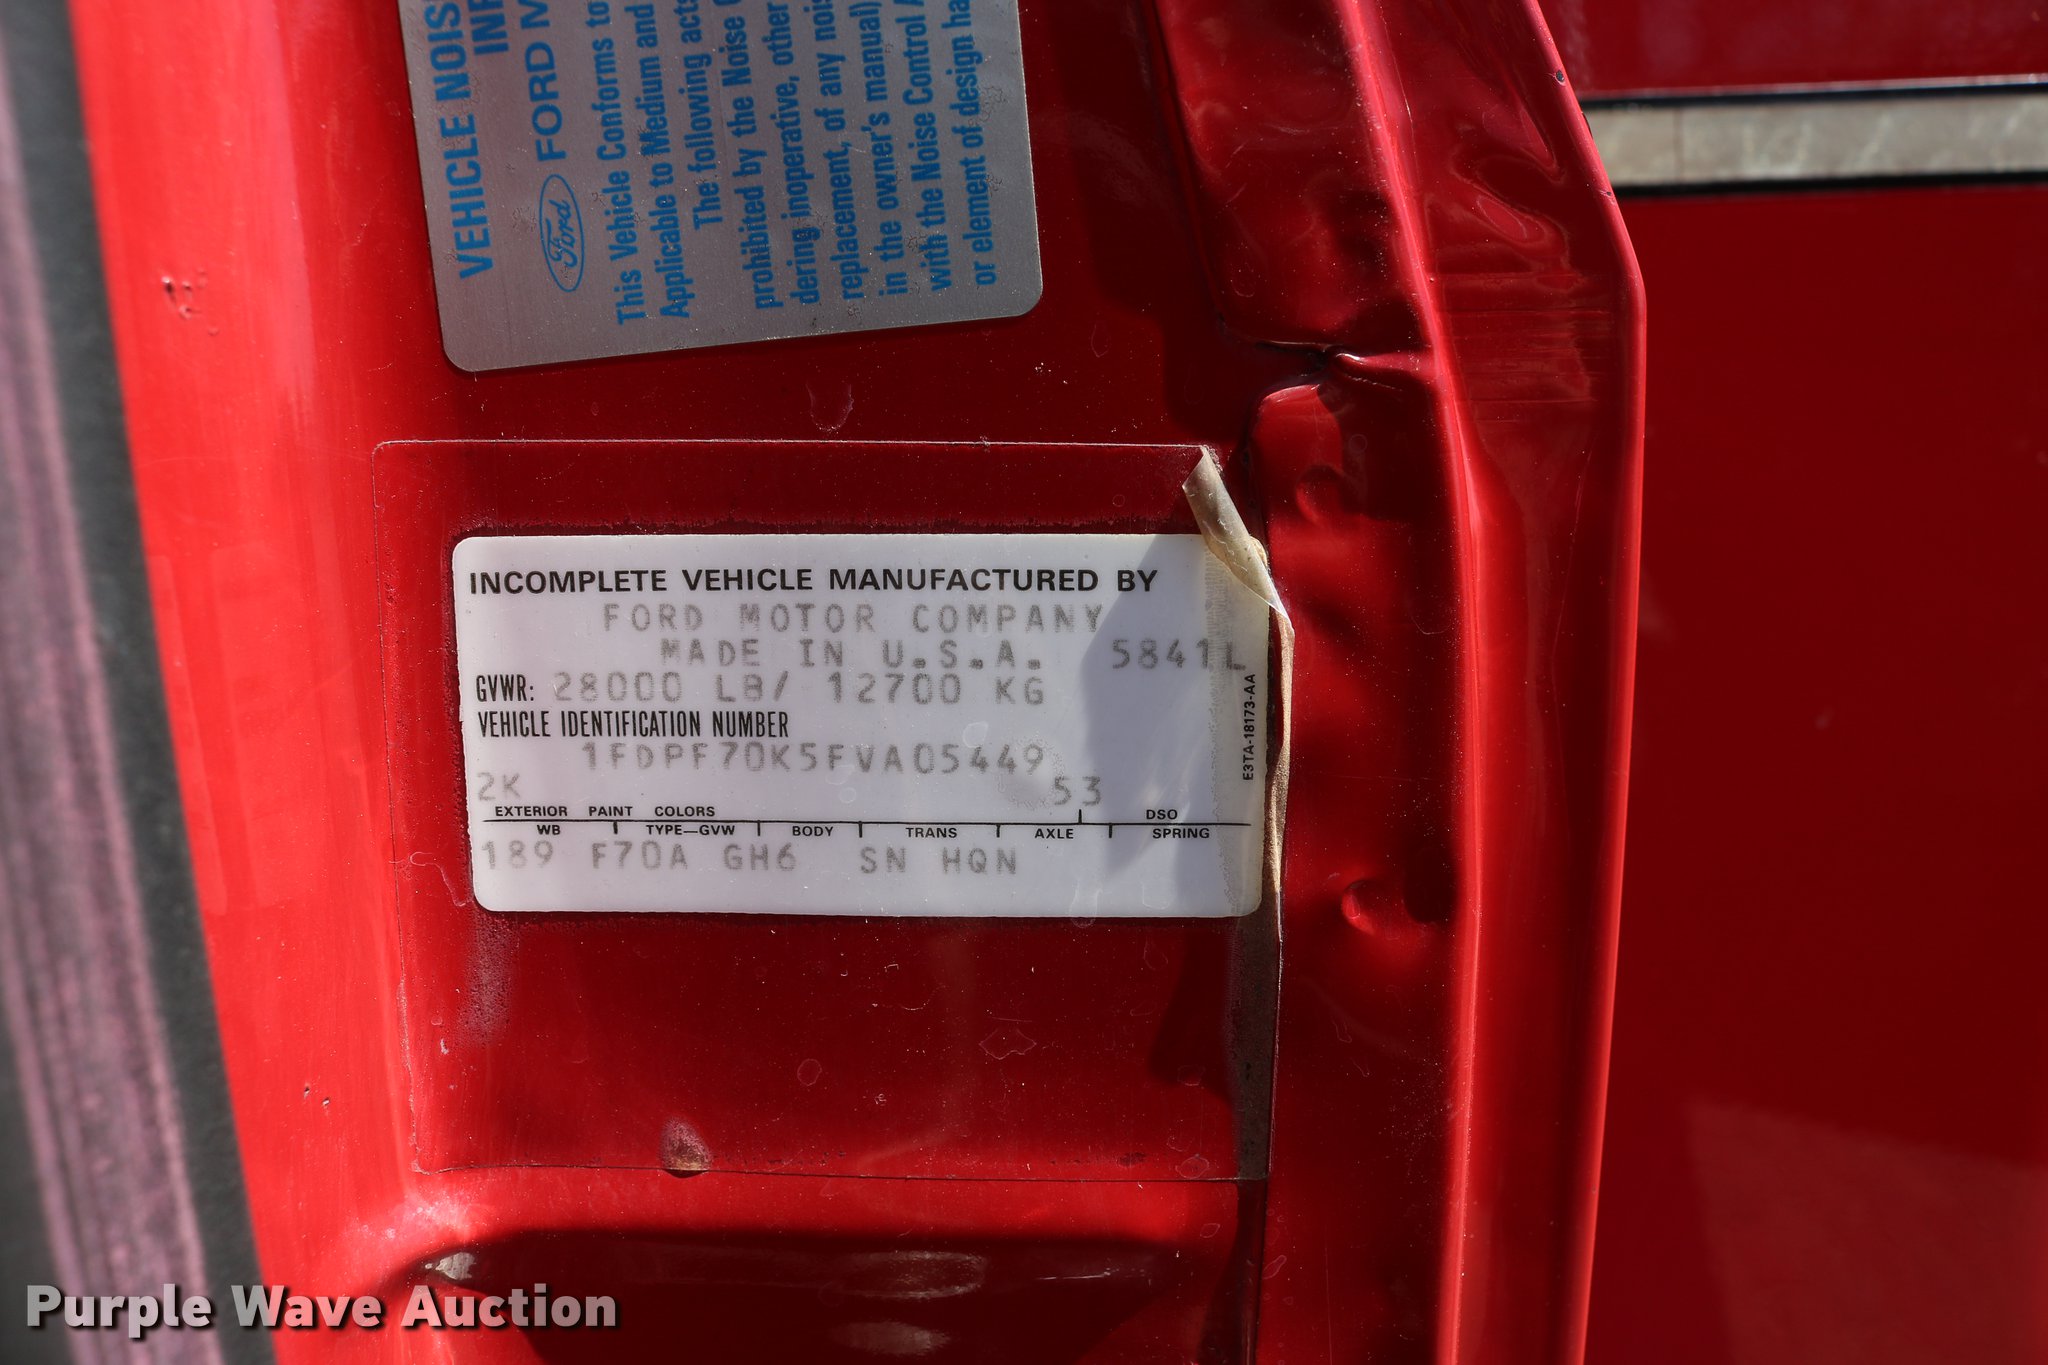 VEHICLE NOIS
INF
Ford FORD M
This Vehicle Conforms to
Applicable to Medium and
The following acts
prohibited by the Noise C
dering inoperative, other
replacement, of any nois
in the owner's manual)
with the Noise Control A
or element of design ha
INCOMPLETE VEHICLE MANUFACTURED BY
FORD MOTOR COMPANY
MADE IN U.S.A. 5841L
GVWR: 28000 LB/ 12700 KG
VEHICLE IDENTIFICATION NUMBER
1FDPF70K5FVA05449
2K 53
EXTERIOR PAINT COLORS DSO
WB TYPE—GVW BODY TRANS AXLE SPRING
189 F70A GH6 SN HQN
E3TA-18173-AA
Purple Wave Auction